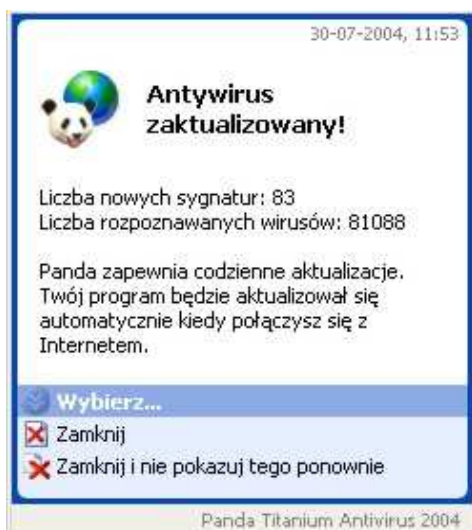 30-07-2004, 11:53
Antywirus
zaktualizowany!
Liczba nowych sygnatur: 83
Liczba rozpoznawanych wirusów: 81088
Panda zapewnia codzienne aktualizacje.
Twój program będzie aktualizował się
automatycznie kiedy połączysz się z
Internetem.
Wybierz...
Zamknij
Zamknij i nie pokazuj tego ponownie
Panda Titanium Antivirus 2004